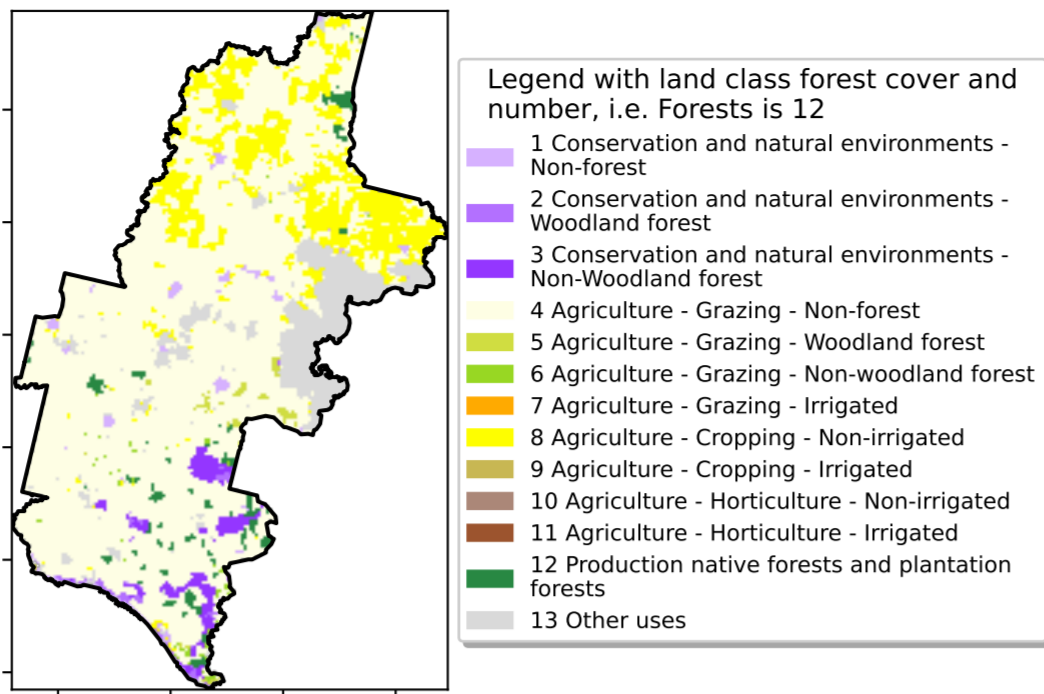 Legend with land class forest cover and
number, i.e. Forests is 12
1 Conservation and natural environments -
Non-forest
2 Conservation and natural environments -
Woodland forest
3 Conservation and natural environments -
Non-Woodland forest
4 Agriculture - Grazing - Non-forest
5 Agriculture - Grazing - Woodland forest
6 Agriculture - Grazing - Non-woodland forest
7 Agriculture - Grazing - Irrigated
8 Agriculture - Cropping - Non-irrigated
9 Agriculture - Cropping - Irrigated
10 Agriculture - Horticulture - Non-irrigated
11 Agriculture - Horticulture - Irrigated
12 Production native forests and plantation
forests
13 Other uses